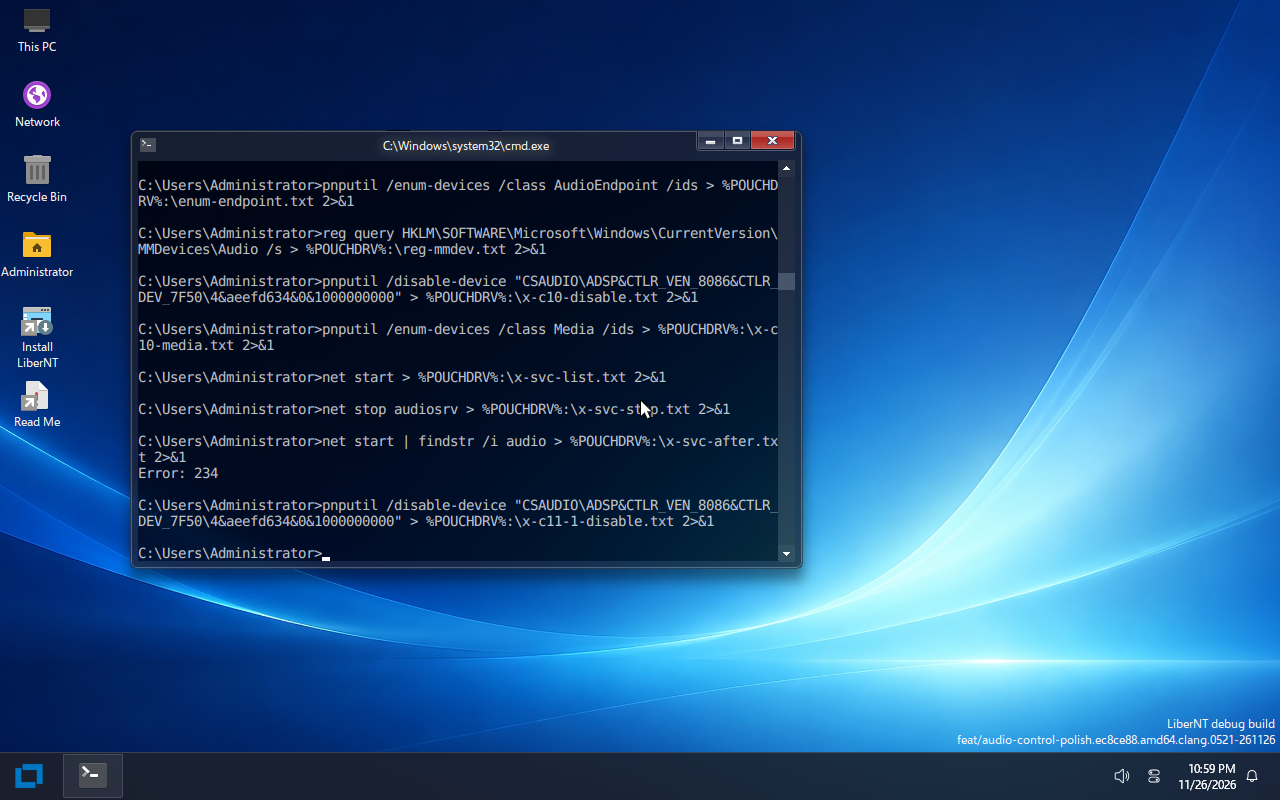 This PC
Network
Recycle Bin
Administrator
Install
LiberNT
Read Me
C:\Windows\system32\cmd.exe
C:\Users\Administrator>pnputil /enum-devices /class AudioEndpoint /ids > %POUCHD
RV%:\enum-endpoint.txt 2>&1
C:\Users\Administrator>reg query HKLM\SOFTWARE\Microsoft\Windows\CurrentVersion\
MMDevices\Audio /s > %POUCHDRV%:\reg-mmdev.txt 2>&1
C:\Users\Administrator>pnputil /disable-device "CSAUDIO\ADSP&CTLR_VEN_8086&CTLR_
DEV_7F50\4&aeefd634&0&1000000000" > %POUCHDRV%:\x-c10-disable.txt 2>&1
C:\Users\Administrator>pnputil /enum-devices /class Media /ids > %POUCHDRV%:\x-c
10-media.txt 2>&1
C:\Users\Administrator>net start > %POUCHDRV%:\x-svc-list.txt 2>&1
C:\Users\Administrator>net stop audiosrv > %POUCHDRV%:\x-svc-stop.txt 2>&1
C:\Users\Administrator>net start | findstr /i audio > %POUCHDRV%:\x-svc-after.tx
t 2>&1
Error: 234
C:\Users\Administrator>pnputil /disable-device "CSAUDIO\ADSP&CTLR_VEN_8086&CTLR_
DEV_7F50\4&aeefd634&0&1000000000" > %POUCHDRV%:\x-c11-1-disable.txt 2>&1
C:\Users\Administrator>
LiberNT debug build
feat/audio-control-polish.ec8ce88.amd64.clang.0521-261126
10:59 PM
11/26/2026